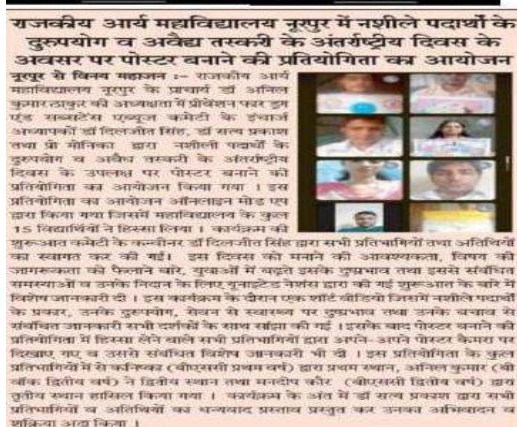 राजकीय आर्य महाविद्यालय नूरपुर में नशीले पदार्थों के
दुरुपयोग व अवैद्य तस्करी के अंतर्राष्ट्रीय दिवस के
अवसर पर पोस्टर बनाने की प्रतियोगिता का आयोजन
नूरपुर से विनय महाजन :- राजकीय आर्य
महाविद्यालय नूरपुर के प्राचार्य डॉ अनिल
कुमार ठाकुर की अध्यक्षता में प्रीवेंशन फार ड्रग
एंड सब्सटेंस एब्यूज कमेटी के इंचार्ज
अध्यापकों डॉ दिलजीत सिंह, डॉ सत्य प्रकाश
तथा प्रो मोनिका द्वारा नशीली पदार्थों के
दुरुपयोग व अवैध तस्करी के अंतर्राष्ट्रीय
दिवस के उपलक्ष पर पोस्टर बनाने की
प्रतियोगिता का आयोजन किया गया । इस
प्रतियोगिता का आयोजन ऑनलाइन मोड एप
द्वारा किया गया जिसमें महाविद्यालय के कुल
15 विद्यार्थियों ने हिस्सा लिया । कार्यक्रम की
शुरूआत कमेटी के कन्वीनर डॉ दिलजीत सिंह द्वारा सभी प्रतिभागियों तथा अतिथियों
का स्वागत कर की गई। इस दिवस को मनाने की आवश्यकता, विषय की
जागरूकता को फैलाने बारे, युवाओं में बढ़ते इसके दुष्प्रभाव तथा इससे संबंधित
समस्याओं व उनके निदान के लिए यूनाइटेड नेशंस द्वारा की गई शुरूआत के बारे में
विशेष जानकारी दी । इस कार्यक्रम के दौरान एक शॉर्ट वीडियो जिसमें नशीले पदार्थों
के प्रकार, उनके दुरुपयोग, सेवन से स्वास्थ्य पर दुष्प्रभाव तथा उनके बचाव से
संबंधित जानकारी सभी दर्शकों के साथ सांझा की गई ।इसके बाद पोस्टर बनाने की
प्रतियोगिता में हिस्सा लेने वाले सभी प्रतिभागियों द्वारा अपने-अपने पोस्टर कैमरा पर
दिखाए गए व उससे संबंधित विशेष जानकारी भी दी । इस प्रतियोगिता के कुल
प्रतिभागियों में से कनिष्का (बीएससी प्रथम वर्ष) द्वारा प्रथम स्थान, अनिल कुमार (बी
वॉक द्वितीय वर्ष) ने द्वितीय स्थान तथा मनदीप कौर (बीएससी द्वितीय वर्ष) द्वारा
तृतीय स्थान हासिल किया गया । कार्यक्रम के अंत में डॉ सत्य प्रकाश द्वारा सभी
प्रतिभागियों व अतिथियों का धन्यवाद प्रस्ताव प्रस्तुत कर उनका अभिवादन व
शुक्रिया अदा किया ।